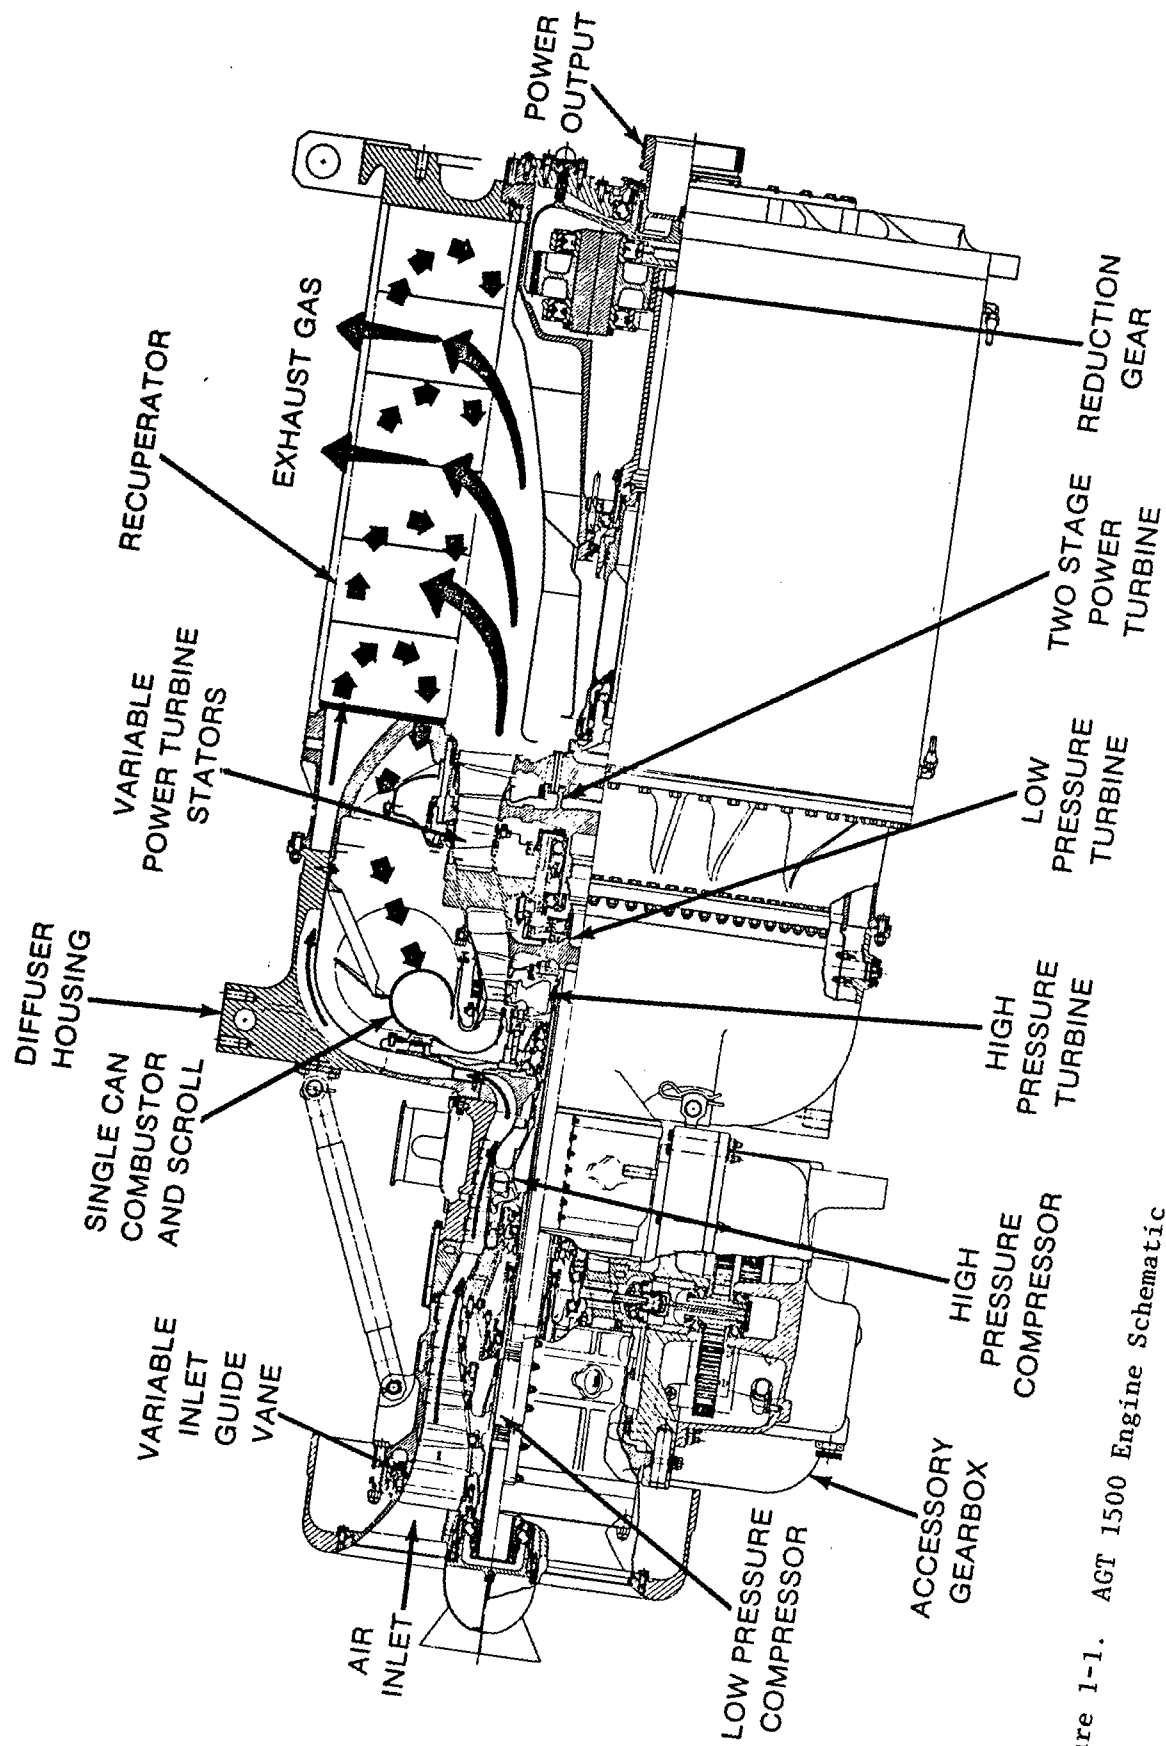 AIR
INLET
VARIABLE
INLET
GUIDE
VANE
SINGLE CAN
COMBUSTOR
AND SCROLL
DIFFUSER
HOUSING
VARIABLE
POWER TURBINE
STATORS
RECUPERATOR
EXHAUST GAS
POWER
OUTPUT
LOW PRESSURE
COMPRESSOR
ACCESSORY
GEARBOX
HIGH
PRESSURE
COMPRESSOR
HIGH
PRESSURE
TURBINE
LOW
PRESSURE
TURBINE
TWO STAGE
POWER
TURBINE
REDUCTION
GEAR
ure 1-1. AGT 1500 Engine Schematic